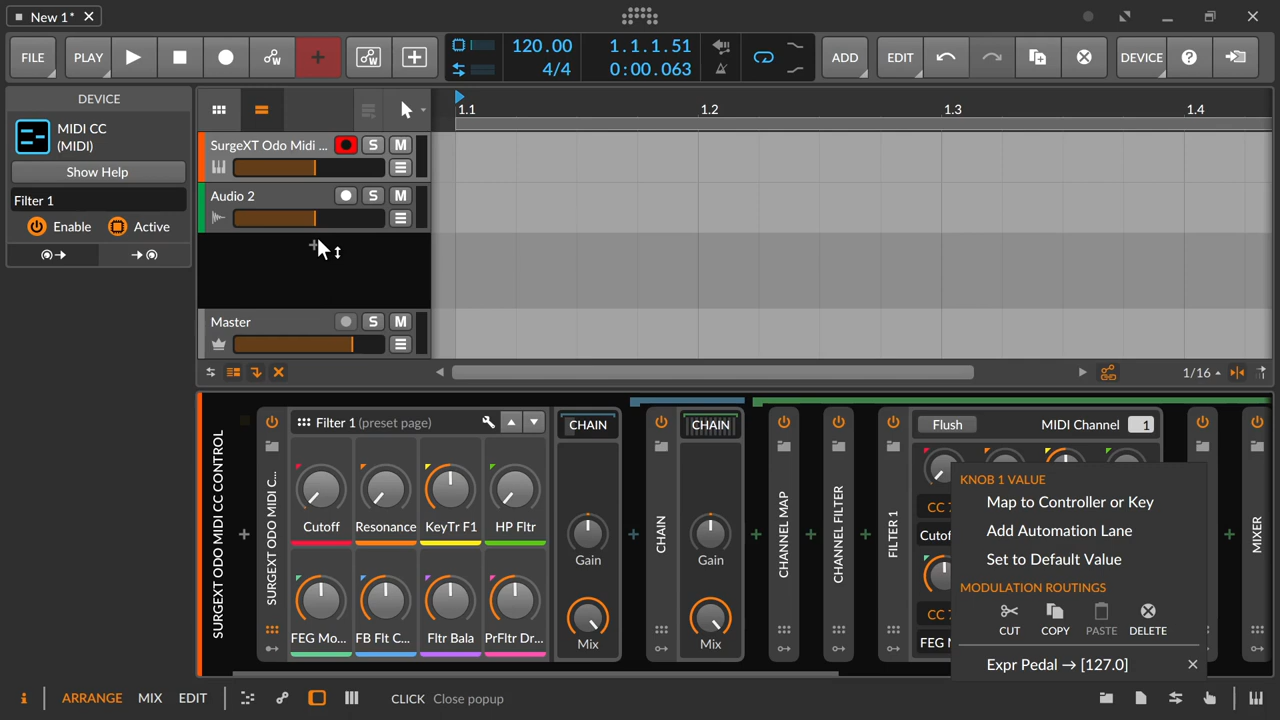 New 1*
FILE PLAY 120.00 1.1.1.51 ADD EDIT DEVICE
4/4 0:00.063
DEVICE
MIDI CC
(MIDI)
Show Help
Filter 1
Enable Active
1.1 1.2 1.3 1.4
SurgeXT Odo Midi ... S M
Audio 2 S M
Master S M
1/16
SURGEXT ODO MIDI CC CONTROL
SURGEXT ODO MIDI C...
Filter 1 (preset page)
Cutoff Resonance KeyTr F1 HP Fltr
FEG Mo... FB Flt C... Fltr Bala PrFltr Dr...
CHAIN
Gain
Mix
CHAIN
CHAIN
Gain
Mix
CHANNEL MAP
CHANNEL FILTER
FILTER 1
Flush MIDI Channel 1
Cutof
FEG M
MIXER
KNOB 1 VALUE
Map to Controller or Key
Add Automation Lane
Set to Default Value
MODULATION ROUTINGS
CUT COPY PASTE DELETE
Expr Pedal → [127.0]
i ARRANGE MIX EDIT CLICK Close popup